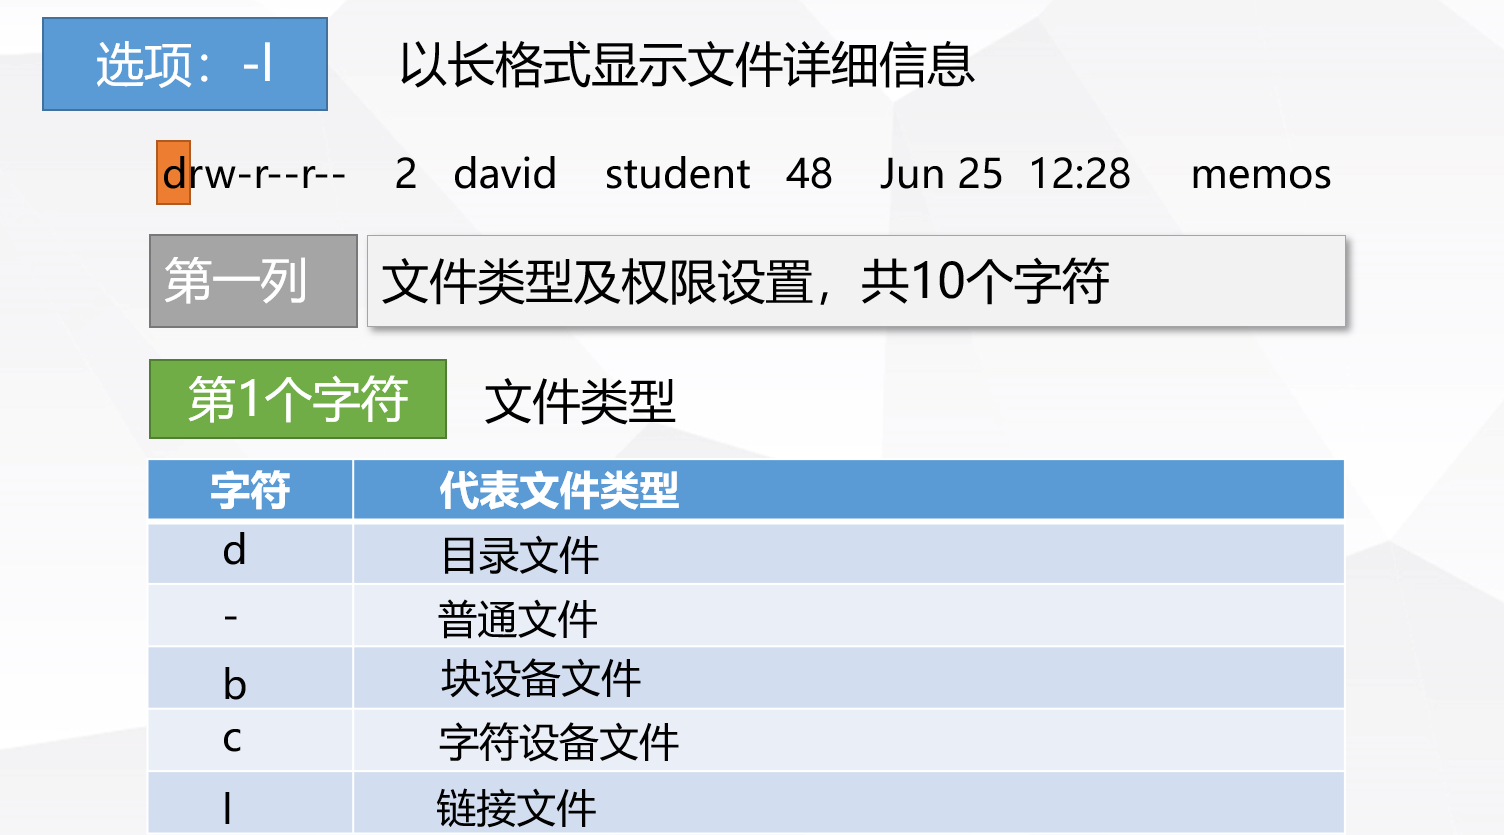 选项：-l 以长格式显示文件详细信息
drw-r--r-- 2 david student 48 Jun 25 12:28 memos
第一列 文件类型及权限设置，共10个字符
第1个字符 文件类型
字符 代表文件类型
d 目录文件
- 普通文件
b 块设备文件
c 字符设备文件
l 链接文件